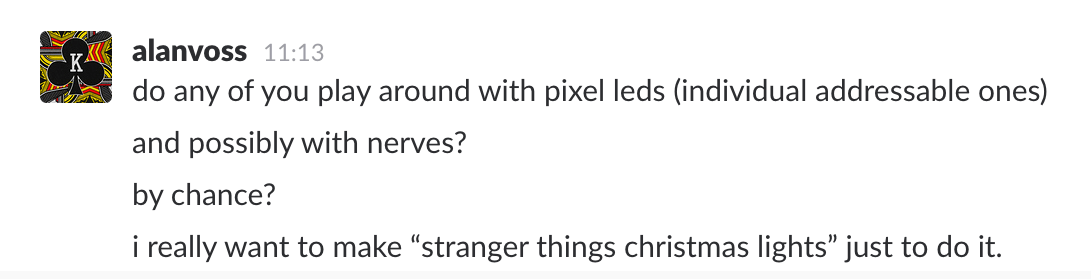 K
alanvoss 11:13
do any of you play around with pixel leds (individual addressable ones)
and possibly with nerves?
by chance?
i really want to make “stranger things christmas lights” just to do it.